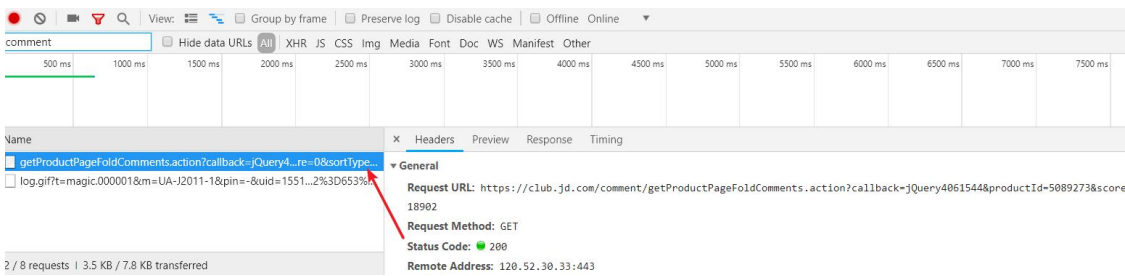 View: Group by frame Preserve log Disable cache Offline Online
comment Hide data URLs All XHR JS CSS Img Media Font Doc WS Manifest Other
500 ms 1000 ms 1500 ms 2000 ms 2500 ms 3000 ms 3500 ms 4000 ms 4500 ms 5000 ms 5500 ms 6000 ms 6500 ms 7000 ms 7500 ms
Name × Headers Preview Response Timing
getProductPageFoldComments.action?callback=jQuery4...re=0&sortType...
▼ General
log.gif?t=magic.000001&m=UA-J2011-1&pin=-&uid=1551...2%3D653%
Request URL: https://club.jd.com/comment/getProductPageFoldComments.action?callback=jQuery4061544&productId=5089273&score
18902
Request Method: GET
Status Code: 200
2 / 8 requests | 3.5 KB / 7.8 KB transferred
Remote Address: 120.52.30.33:443